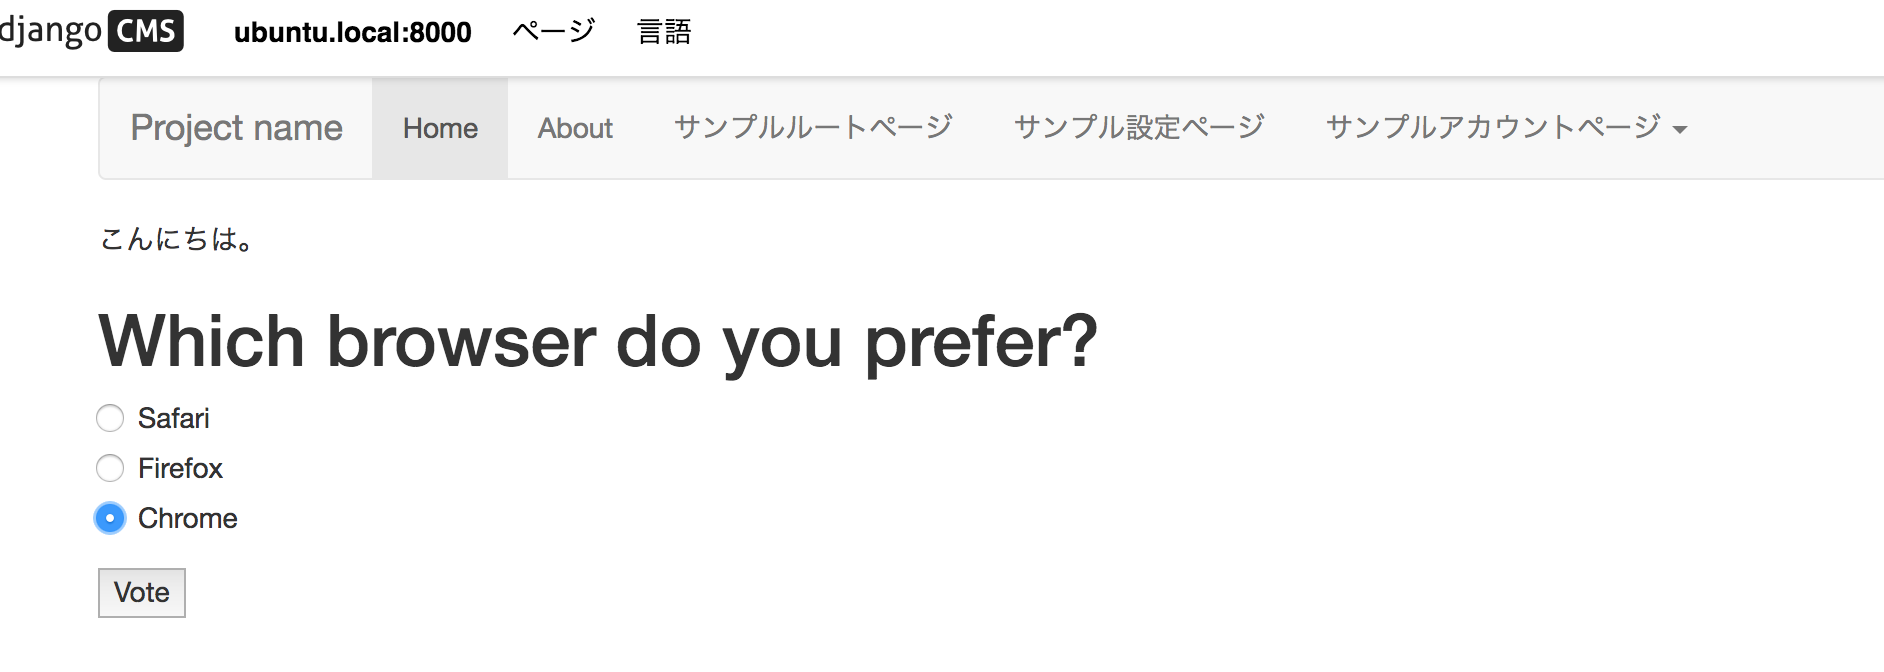 django CMS ubuntu.local:8000 ページ 言語
Project name Home About サンプルルートページ サンプル設定ページ サンプルアカウントページ
こんにちは。
Which browser do you prefer?
Safari
Firefox
Chrome
Vote